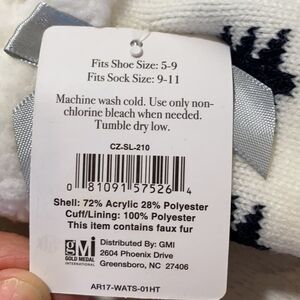 Fits Shoe Size: 5-9
Fits Sock Size: 9-11
Machine wash cold. Use only non-
chlorine bleach when needed.
Tumble dry low.
CZ-SL-210
0 81091 57526 4
Shell: 72% Acrylic 28% Polyester
Cuff/Lining: 100% Polyester
This item contains faux fur
gmi
GOLD MEDAL
INTERNATIONAL
Distributed By: GMI
2604 Phoenix Drive
Greensboro, NC 27406
AR17-WATS-01HT